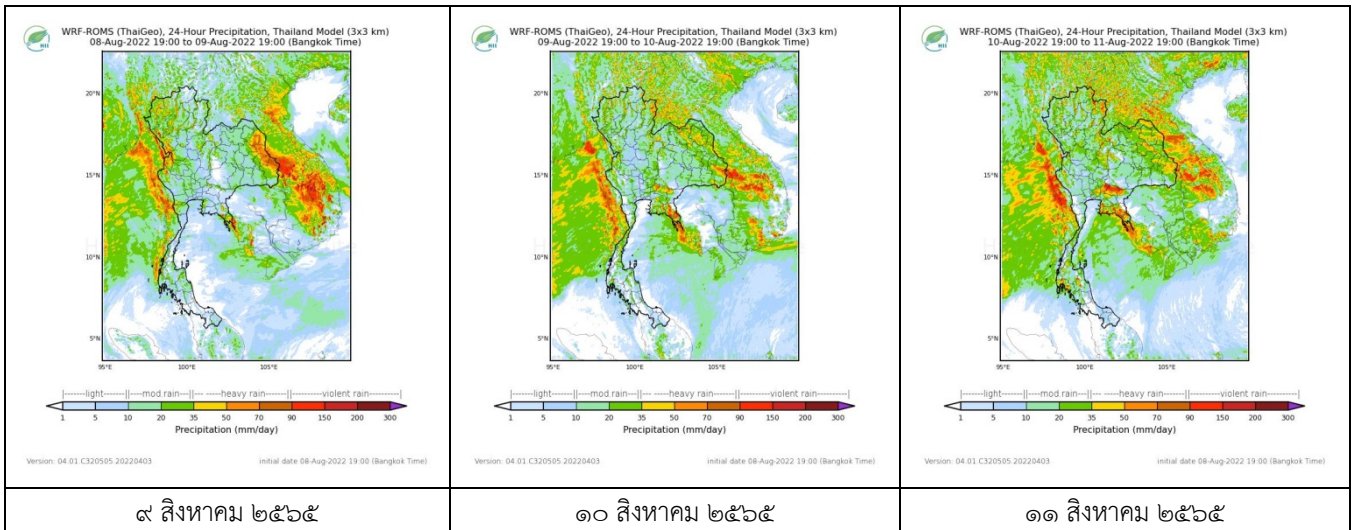 HII
WRF-ROMS (ThaiGeo), 24-Hour Precipitation, Thailand Model (3x3 km)
08-Aug-2022 19:00 to 09-Aug-2022 19:00 (Bangkok Time)
20°N
15°N
10°N
5°N
95°E 100°E 105°E
|-------light------||--mod.rain---|--- ---heavy rain---- --||-------violent rain--------|
1 5 10 20 35 50 70 90 150 200 300
Precipitation (mm/day)
Version: 04.01.C320505.20220403 initial date 08-Aug-2022 19:00 (Bangkok Time)
๙ สิงหาคม ๒๕๖๕
HII
WRF-ROMS (ThaiGeo), 24-Hour Precipitation, Thailand Model (3x3 km)
09-Aug-2022 19:00 to 10-Aug-2022 19:00 (Bangkok Time)
20°N
15°N
10°N
5°N
95°E 100°E 105°E
|-------light------||--mod.rain---|--- ---heavy rain---- --||-------violent rain--------|
1 5 10 20 35 50 70 90 150 200 300
Precipitation (mm/day)
Version: 04.01.C320505.20220403 initial date 08-Aug-2022 19:00 (Bangkok Time)
๑๐ สิงหาคม ๒๕๖๕
HII
WRF-ROMS (ThaiGeo), 24-Hour Precipitation, Thailand Model (3x3 km)
10-Aug-2022 19:00 to 11-Aug-2022 19:00 (Bangkok Time)
20°N
15°N
10°N
5°N
95°E 100°E 105°E
|-------light------||--mod.rain---|--- ---heavy rain---- --||-------violent rain--------|
1 5 10 20 35 50 70 90 150 200 300
Precipitation (mm/day)
Version: 04.01.C320505.20220403 initial date 08-Aug-2022 19:00 (Bangkok Time)
๑๑ สิงหาคม ๒๕๖๕